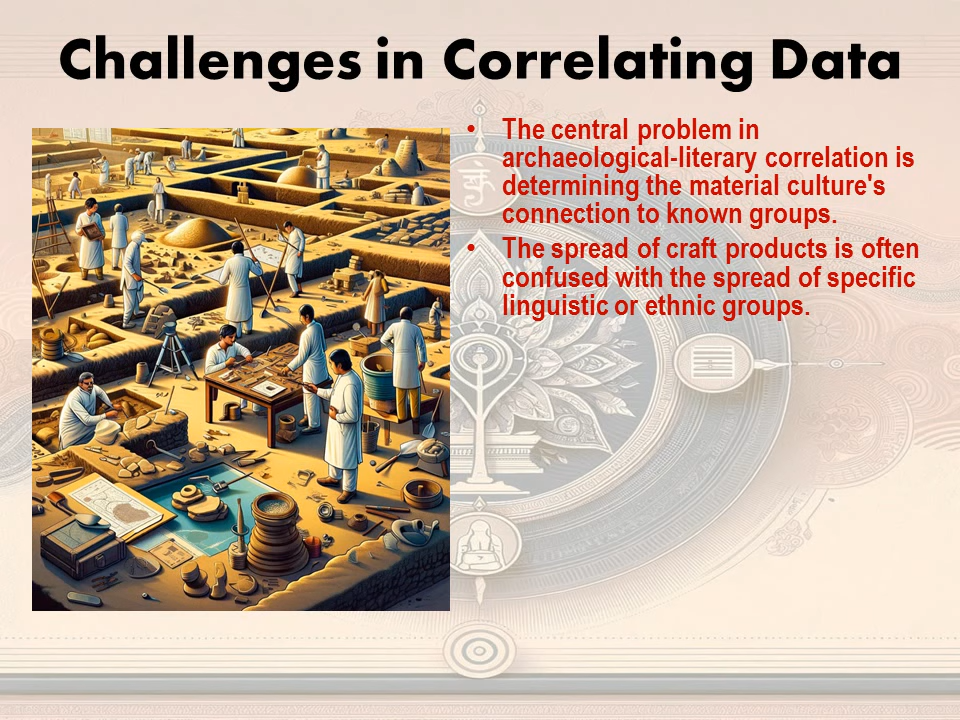 Challenges in Correlating Data
• The central problem in
archaeological-literary correlation is
determining the material culture's
connection to known groups.
• The spread of craft products is often
confused with the spread of specific
linguistic or ethnic groups.